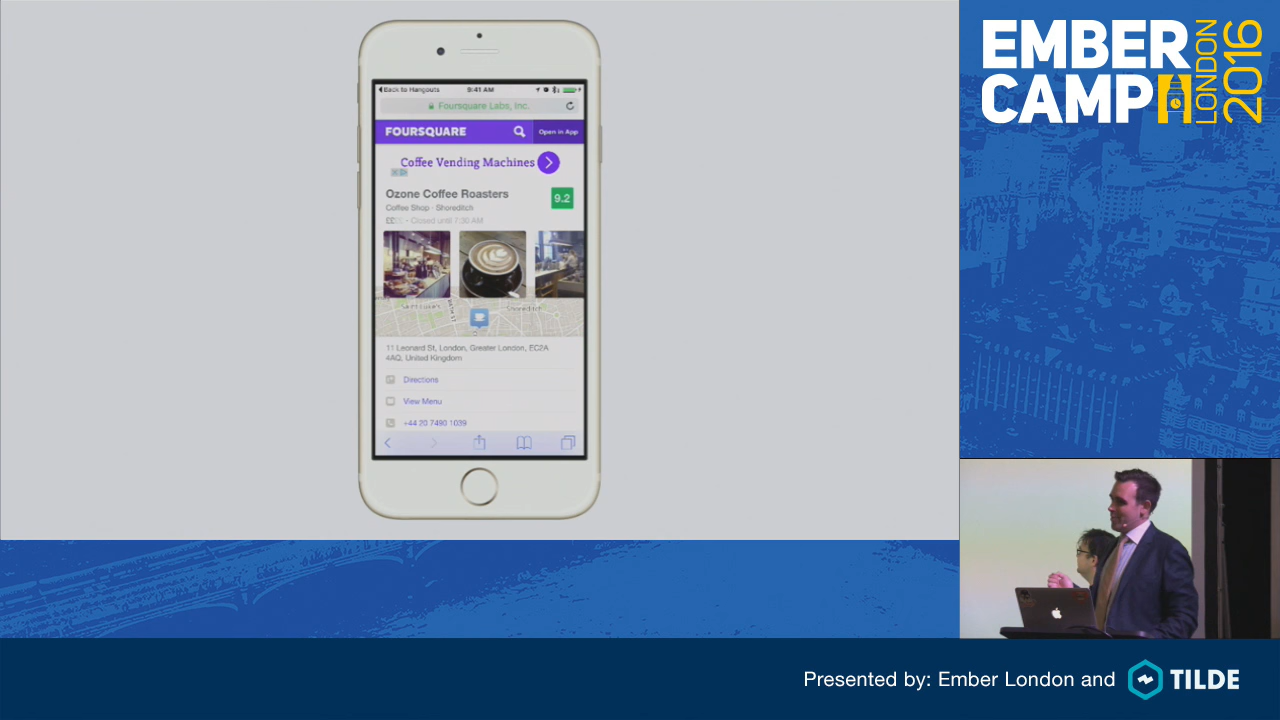 Back to Hangouts
9:41 AM
Foursquare Labs, Inc.
FOURSQUARE
Open in App
Coffee Vending Machines
Ozone Coffee Roasters
9.2
Coffee Shop · Shoreditch
££££ • Closed until 7:30 AM
Shoreditch
11 Leonard St, London, Greater London, EC2A
4AQ, United Kingdom
Directions
View Menu
+44 20 7490 1039
EMBER
CAMP
LONDON
2016
Presented by: Ember London and
TILDE